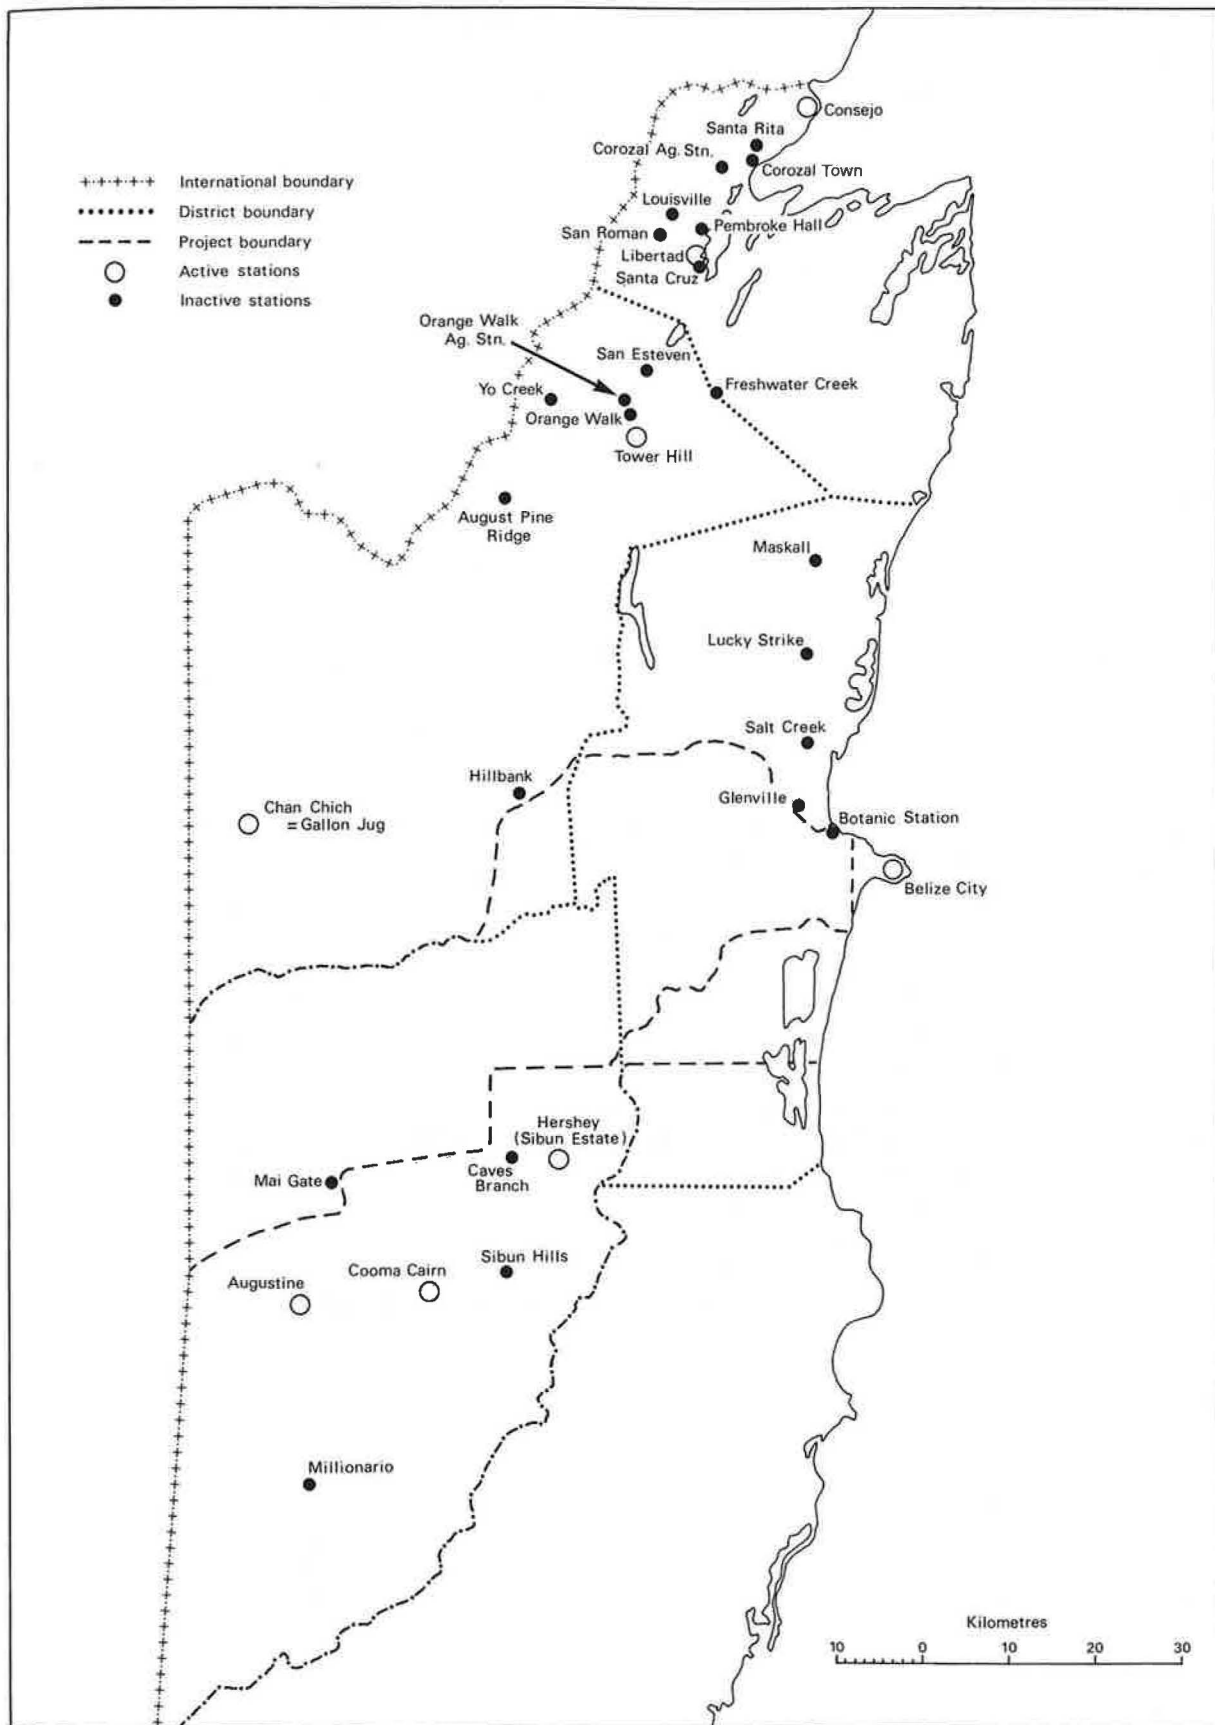 Consejo
Santa Rita
Corozal Ag. Stn.
Corozal Town
International boundary
District boundary
Project boundary
Active stations
Inactive stations
Louisville
San Roman
Pembroke Hall
Libertad
Santa Cruz
Orange Walk
Ag. Stn.
San Esteven
Yo Creek
Freshwater Creek
Orange Walk
Tower Hill
August Pine
Ridge
Maskall
Lucky Strike
Salt Creek
Hillbank
Glenville
Chan Chich
= Gallon Jug
Botanic Station
Belize City
Hershey
(Sibun Estate)
Caves
Branch
Mai Gate
Sibun Hills
Cooma Cairn
Augustine
Millionario
Kilometres
10 0 10 20 30